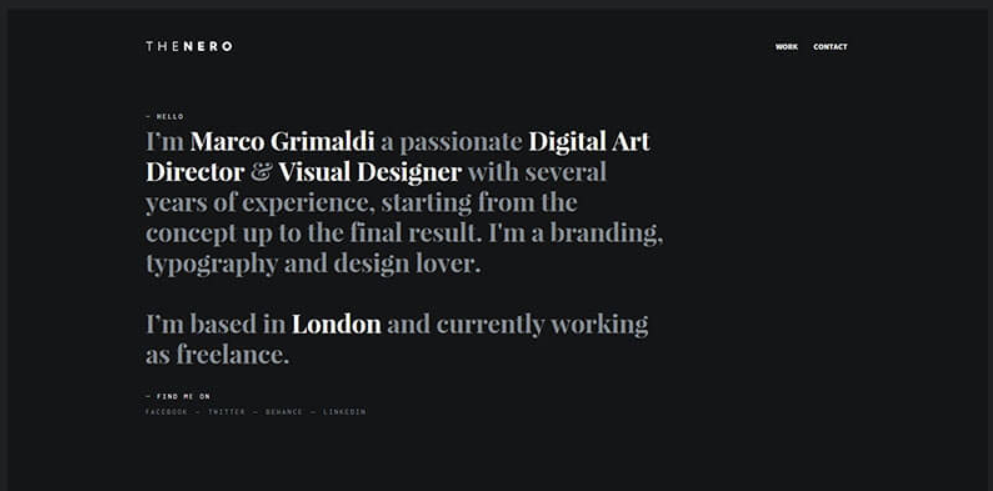 THENERO
WORK CONTACT
— HELLO
I’m Marco Grimaldi a passionate Digital Art
Director & Visual Designer with several
years of experience, starting from the
concept up to the final result. I'm a branding,
typography and design lover.
I’m based in London and currently working
as freelance.
— FIND ME ON
FACEBOOK — TWITTER — BEHANCE — LINKEDIN